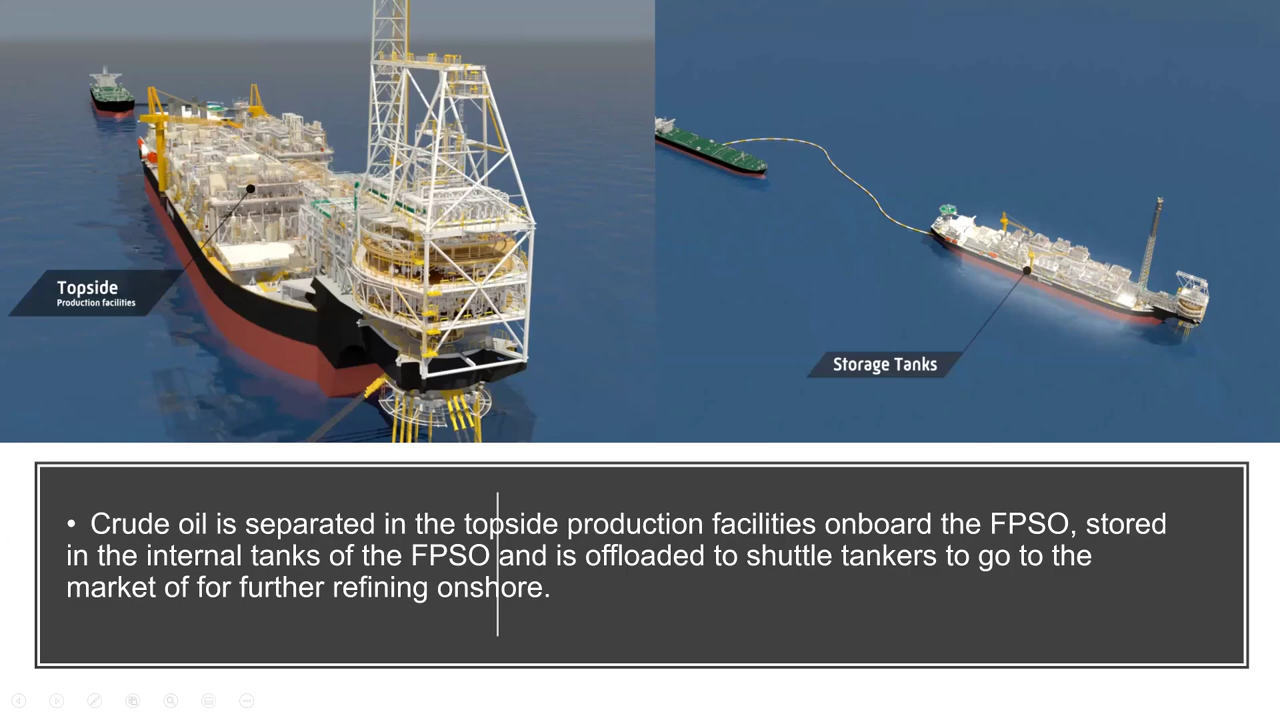 Topside
Production facilities
Storage Tanks
• Crude oil is separated in the topside production facilities onboard the FPSO, stored
in the internal tanks of the FPSO and is offloaded to shuttle tankers to go to the
market of for further refining onshore.